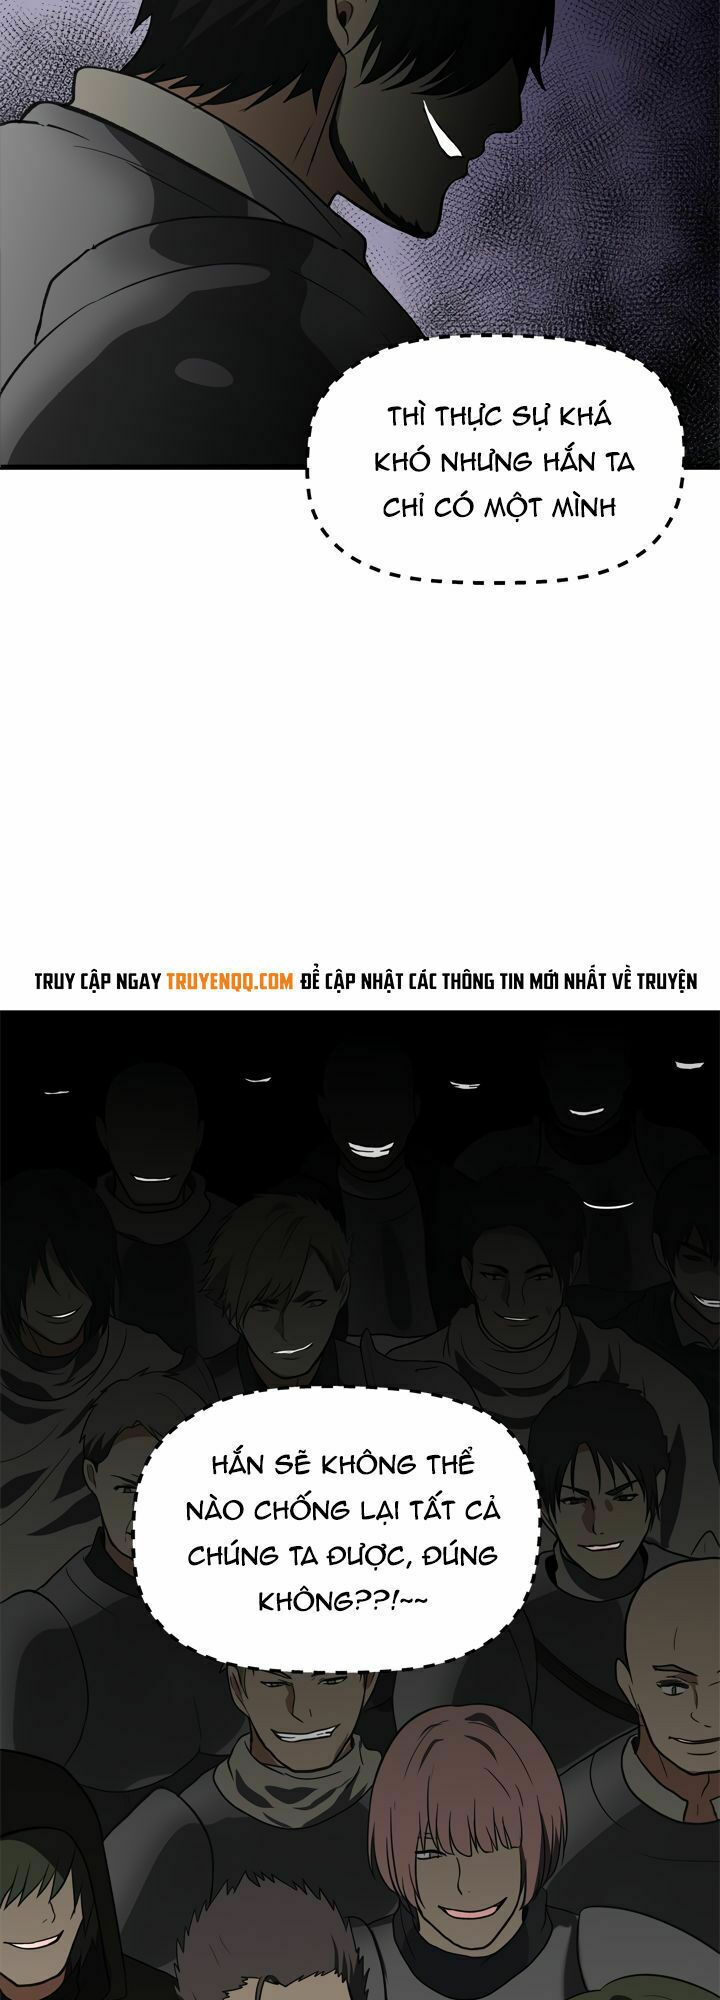 THÌ THỰC SỰ KHÁ
KHÓ NHƯNG HẮN TA
CHỈ CÓ MỘT MÌNH
TRUY CẬP NGAY TRUYENQQ.COM ĐỂ CẬP NHẬT CÁC THÔNG TIN MỚI NHẤT VỀ TRUYỆN
HẮN SẼ KHÔNG THỂ
NÀO CHỐNG LẠI TẤT CẢ
CHÚNG TA ĐƯỢC, ĐÚNG
KHÔNG??!~~